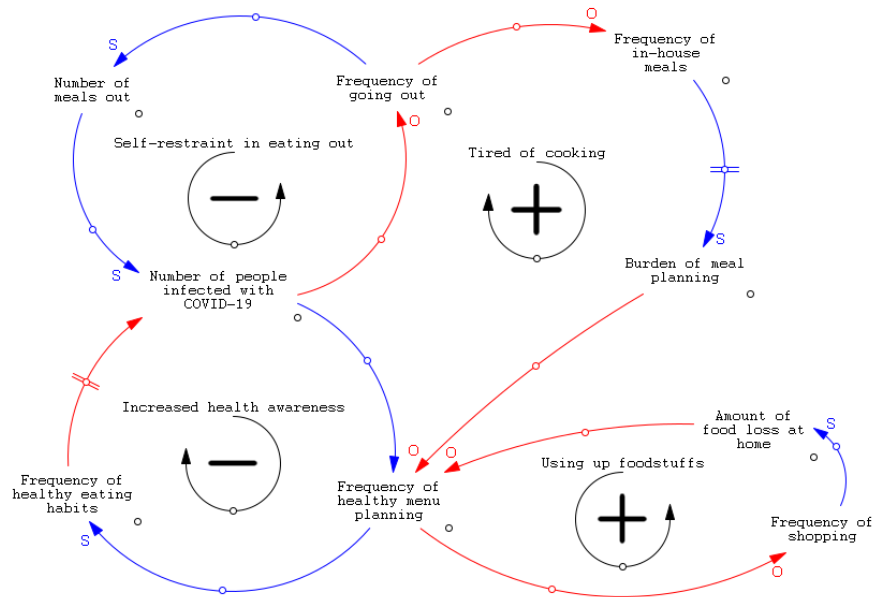 S
O
Frequency of
in-house
meals
Number of
meals out
Frequency of
going out
O
Self-restraint in eating out
Tired of cooking
S
S
Number of people
infected with
COVID-19
Burden of meal
planning
Increased health awareness
Amount of
food loss at
home
S
O
O
Using up foodstuffs
Frequency of
healthy eating
habits
Frequency of
healthy menu
planning
Frequency of
shopping
S
O